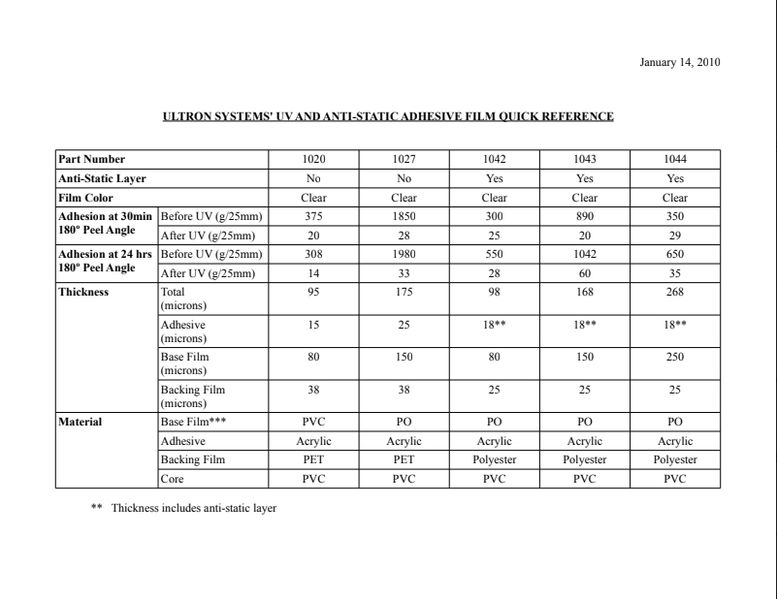 January 14, 2010
ULTRON SYSTEMS' UV AND ANTI-STATIC ADHESIVE FILM QUICK REFERENCE
Part Number 1020 1027 1042 1043 1044
Anti-Static Layer No No Yes Yes Yes
Film Color Clear Clear Clear Clear Clear
Adhesion at 30min Before UV (g/25mm) 375 1850 300 890 350
180º Peel Angle After UV (g/25mm) 20 28 25 20 29
Adhesion at 24 hrs Before UV (g/25mm) 308 1980 550 1042 650
180º Peel Angle After UV (g/25mm) 14 33 28 60 35
Thickness Total 95 175 98 168 268
(microns)
Adhesive 15 25 18** 18** 18**
(microns)
Base Film 80 150 80 150 250
(microns)
Backing Film 38 38 25 25 25
(microns)
Material Base Film*** PVC PO PO PO PO
Adhesive Acrylic Acrylic Acrylic Acrylic Acrylic
Backing Film PET PET Polyester Polyester Polyester
Core PVC PVC PVC PVC PVC
** Thickness includes anti-static layer